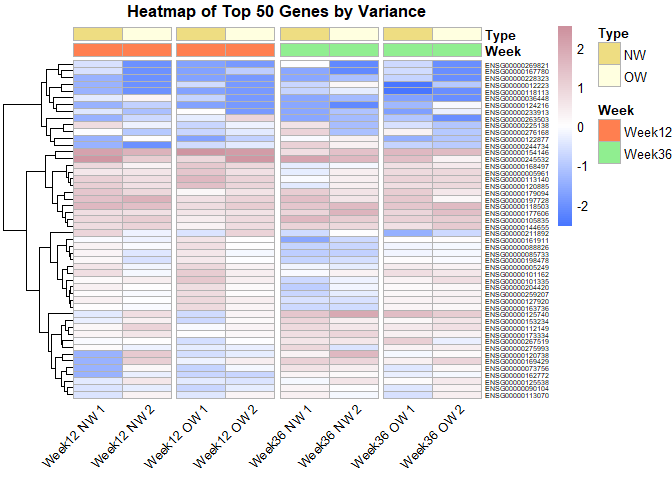 Heatmap of Top 50 Genes by Variance
Type
Week
ENSG00000269821
ENSG00000167780
ENSG00000228323
ENSG00000012223
ENSG00000118113
ENSG00000036448
ENSG00000124216
ENSG00000233913
ENSG00000263503
ENSG00000225138
ENSG00000276168
ENSG00000122877
ENSG00000244734
ENSG00000154146
ENSG00000245532
ENSG00000168497
ENSG00000005961
ENSG00000113140
ENSG00000120885
ENSG00000179094
ENSG00000197728
ENSG00000118503
ENSG00000177606
ENSG00000105835
ENSG00000144655
ENSG00000211892
ENSG00000161911
ENSG00000088826
ENSG00000085733
ENSG00000198478
ENSG00000005249
ENSG00000101162
ENSG00000101335
ENSG00000204420
ENSG00000259207
ENSG00000127920
ENSG00000163736
ENSG00000125740
ENSG00000153234
ENSG00000112149
ENSG00000173334
ENSG00000267519
ENSG00000275993
ENSG00000120738
ENSG00000169429
ENSG00000073756
ENSG00000162772
ENSG00000125538
ENSG00000090104
ENSG00000113070
Week12 NW 1
Week12 NW 2
Week12 OW 1
Week12 OW 2
Week36 NW 1
Week36 NW 2
Week36 OW 1
Week36 OW 2
2
1
0
-1
-2
Type
NW
OW
Week
Week12
Week36